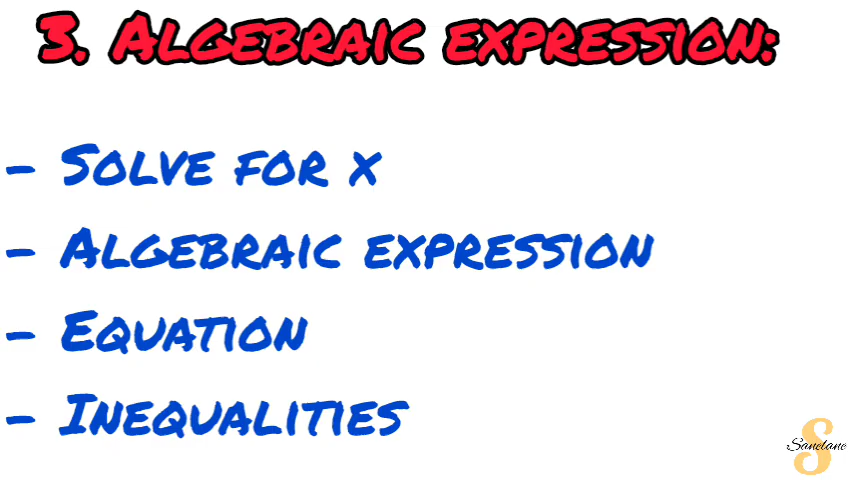 3. Algebraic expression:
- Solve for x
- Algebraic expression
- Equation
- Inequalities
S
Sanelane